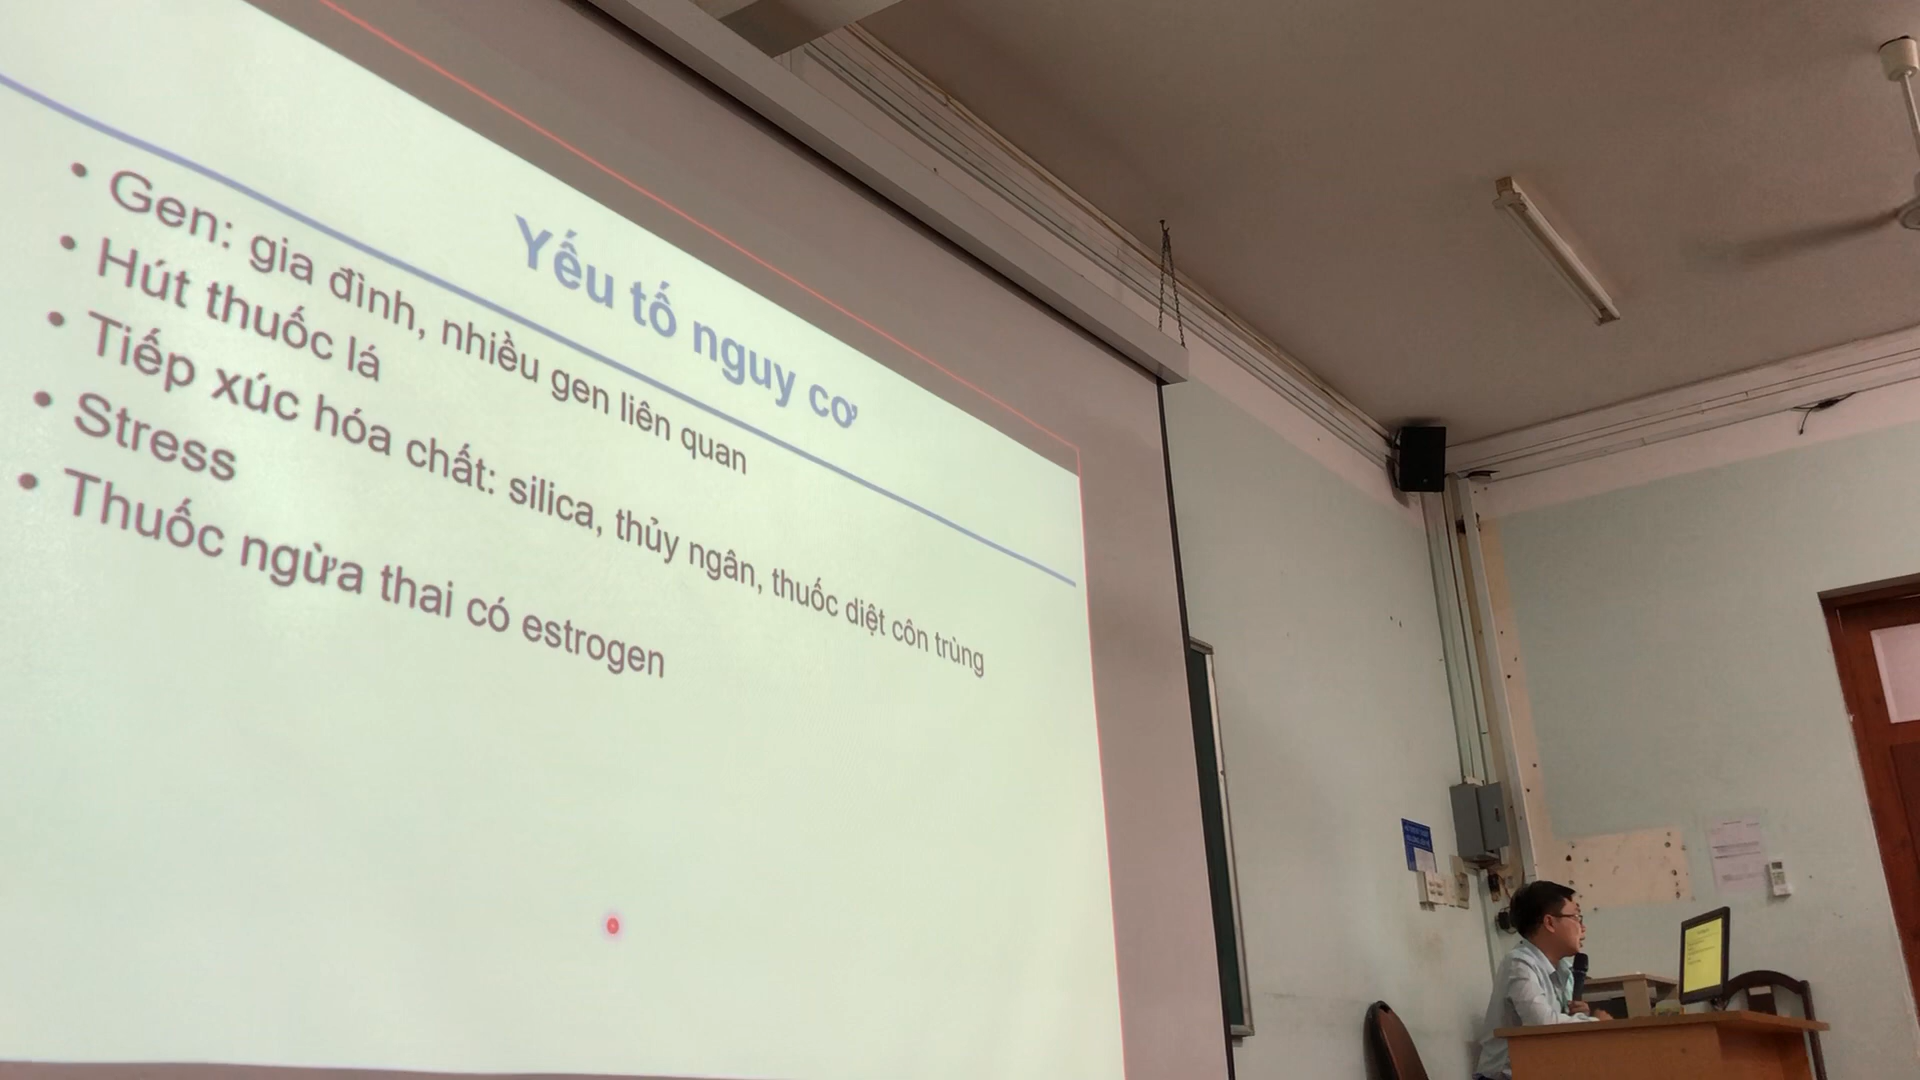 Yếu tố nguy cơ
• Gen: gia đình, nhiều gen liên quan
• Hút thuốc lá
• Tiếp xúc hóa chất: silica, thủy ngân, thuốc diệt côn trùng
• Stress
• Thuốc ngừa thai có estrogen